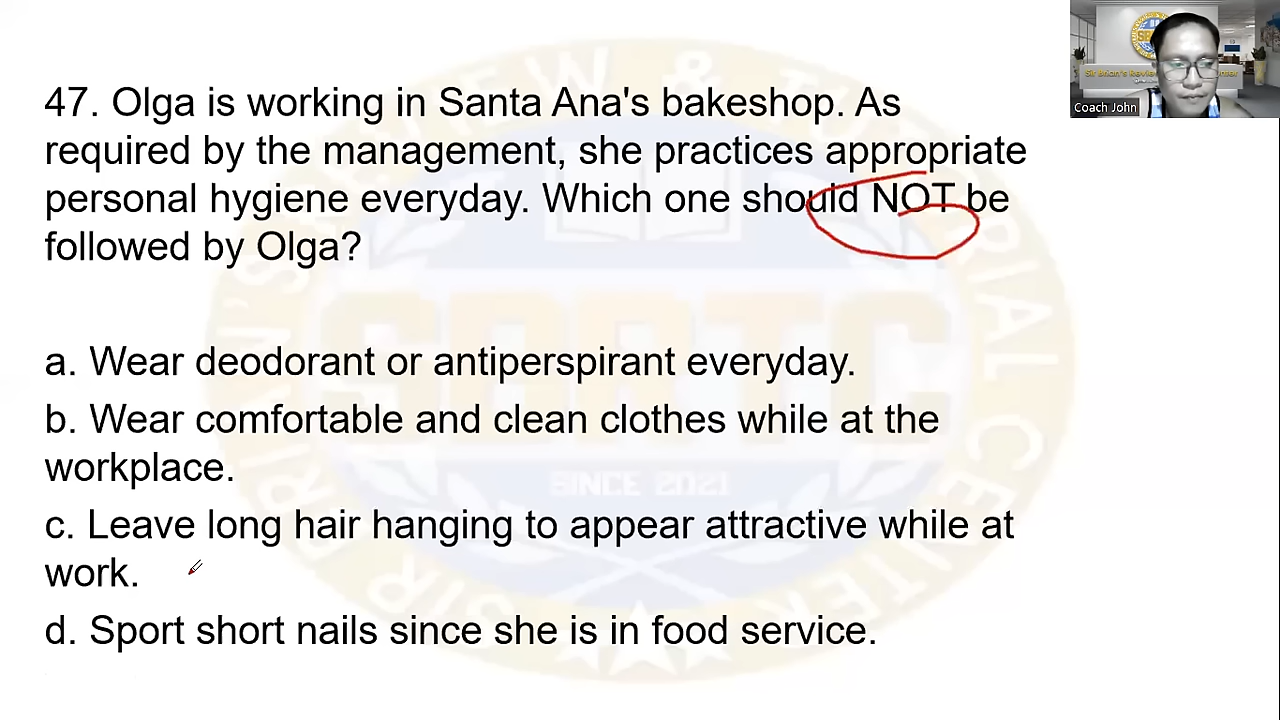 47. Olga is working in Santa Ana's bakeshop. As
required by the management, she practices appropriate
personal hygiene everyday. Which one should NOT be
followed by Olga?
a. Wear deodorant or antiperspirant everyday.
b. Wear comfortable and clean clothes while at the
workplace.
c. Leave long hair hanging to appear attractive while at
work.
d. Sport short nails since she is in food service.
Coach John
SINCE 2021